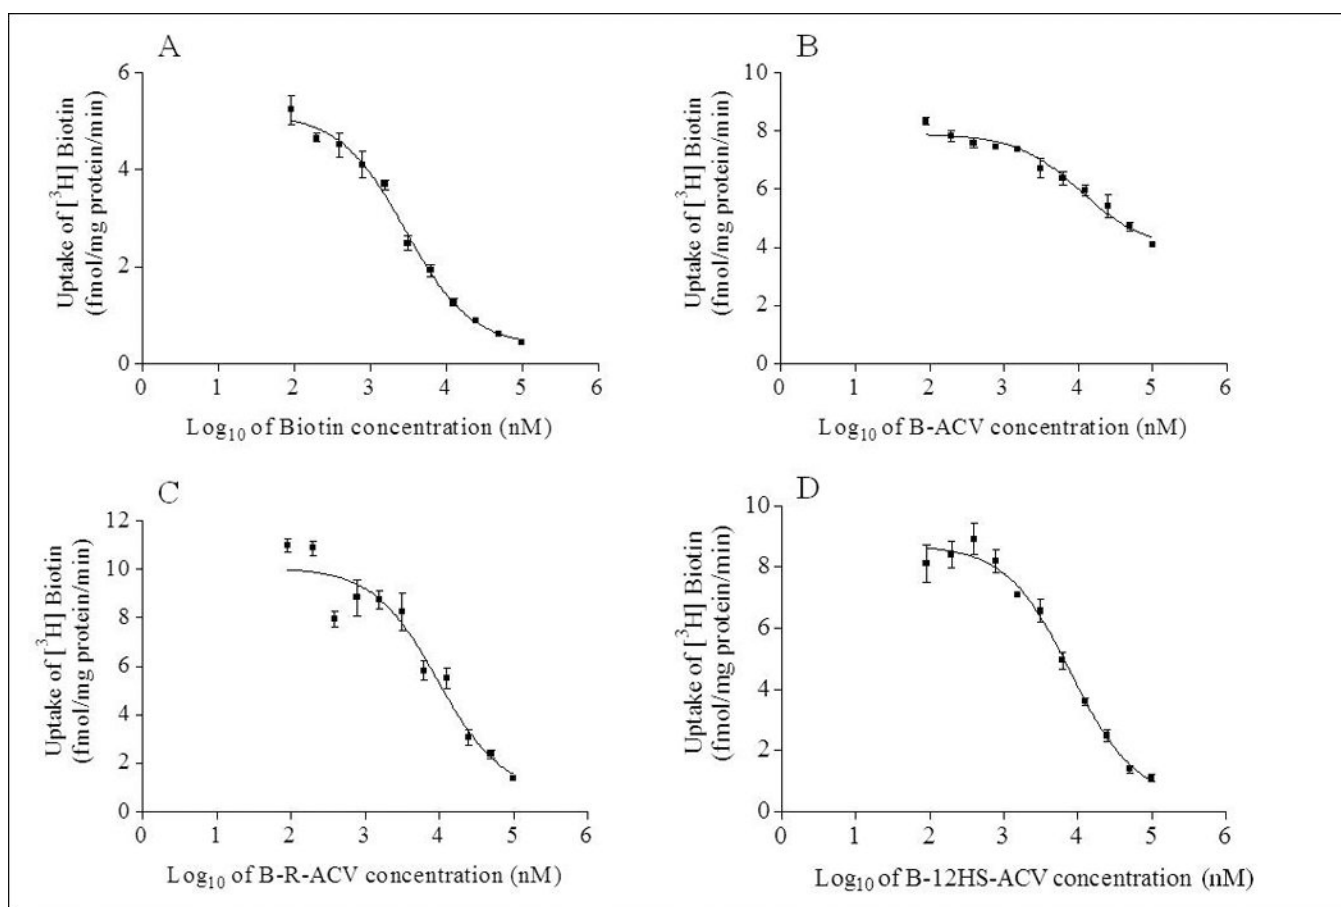 A
Uptake of [³H] Biotin
(fmol/mg protein/min)
6
4
2
0
0 1 2 3 4 5 6
Log₁₀ of Biotin concentration (nM)
B
Uptake of [³H] Biotin
(fmol/mg protein/min)
10
8
6
4
2
0
0 1 2 3 4 5 6
Log₁₀ of B-ACV concentration (nM)
C
Uptake of [³H] Biotin
(fmol/mg protein/min)
12
10
8
6
4
2
0
0 1 2 3 4 5 6
Log₁₀ of B-R-ACV concentration (nM)
D
Uptake of [³H] Biotin
(fmol/mg protein/min)
10
8
6
4
2
0
0 1 2 3 4 5 6
Log₁₀ of B-12HS-ACV concentration (nM)